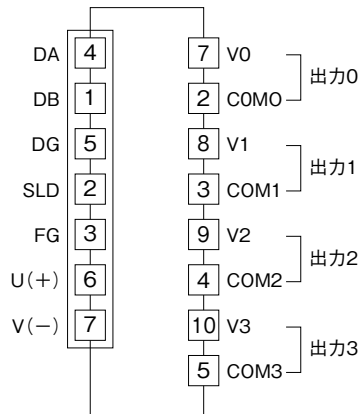 DA 4 7 V0
出力0
DB 1 2 COM0
DG 5 8 V1
出力1
SLD 2 3 COM1
FG 3 9 V2
出力2
U(+) 6 4 COM2
V(−) 7 10 V3
出力3
5 COM3